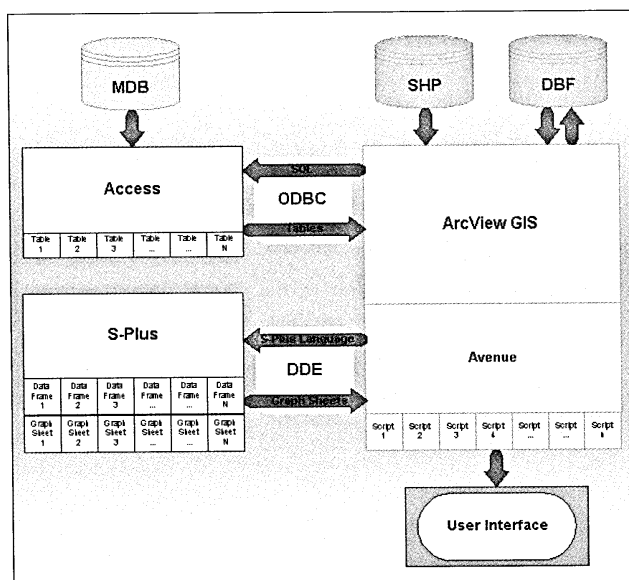 MDB
SHP
DBF
Access
SQL
ODBC
Tables
ArcView GIS
Table 1
Table 2
Table 3
Table ...
Table ...
Table N
S-Plus
S-Plus Language
DDE
Graph Sheets
Avenue
Data Frame 1
Data Frame 2
Data Frame 3
Data Frame ...
Data Frame ...
Data Frame N
Graph Sheet 1
Graph Sheet 2
Graph Sheet 3
Graph Sheet ...
Graph Sheet ...
Graph Sheet N
Script 1
Script 2
Script 3
Script 4
Script ...
Script ...
Script
User Interface